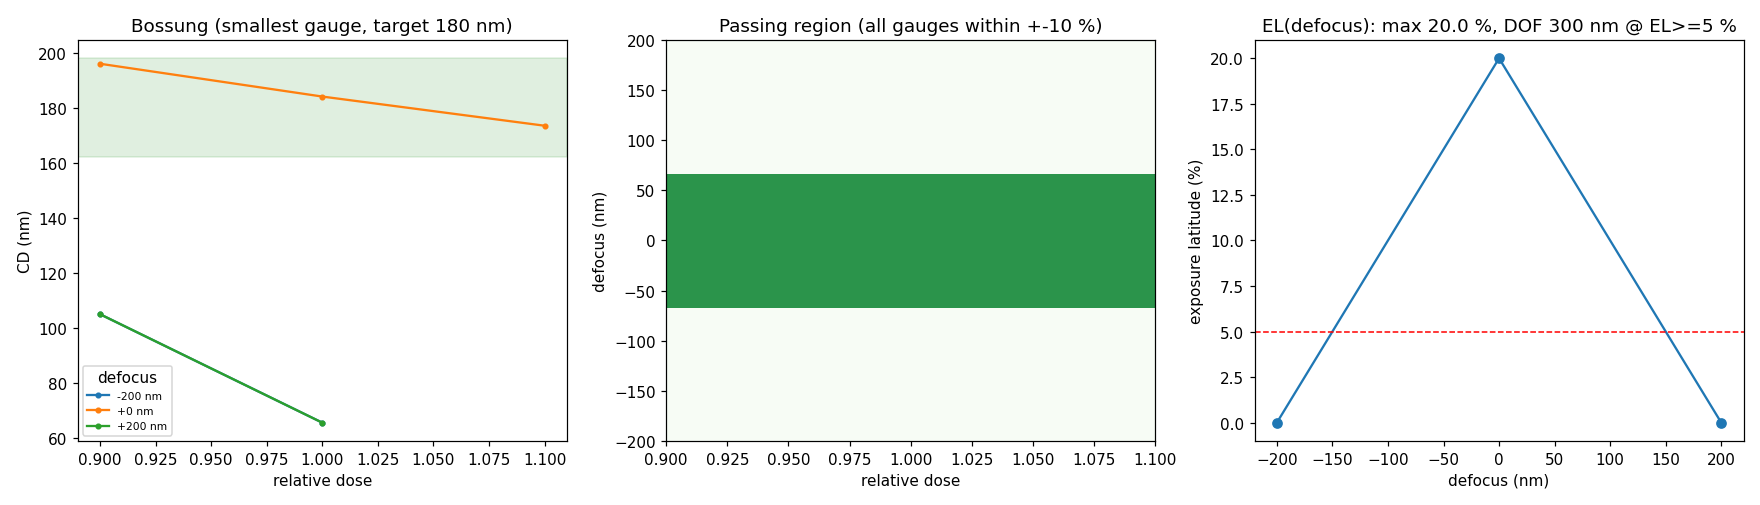 Bossung (smallest gauge, target 180 nm)
CD (nm)
200
180
160
140
120
100
80
60
defocus
-200 nm
+0 nm
+200 nm
0.900 0.925 0.950 0.975 1.000 1.025 1.050 1.075 1.100
relative dose
Passing region (all gauges within +-10 %)
defocus (nm)
200
150
100
50
0
−50
−100
−150
−200
0.900 0.925 0.950 0.975 1.000 1.025 1.050 1.075 1.100
relative dose
EL(defocus): max 20.0 %, DOF 300 nm @ EL>=5 %
exposure latitude (%)
20.0
17.5
15.0
12.5
10.0
7.5
5.0
2.5
0.0
−200 −150 −100 −50 0 50 100 150 200
defocus (nm)